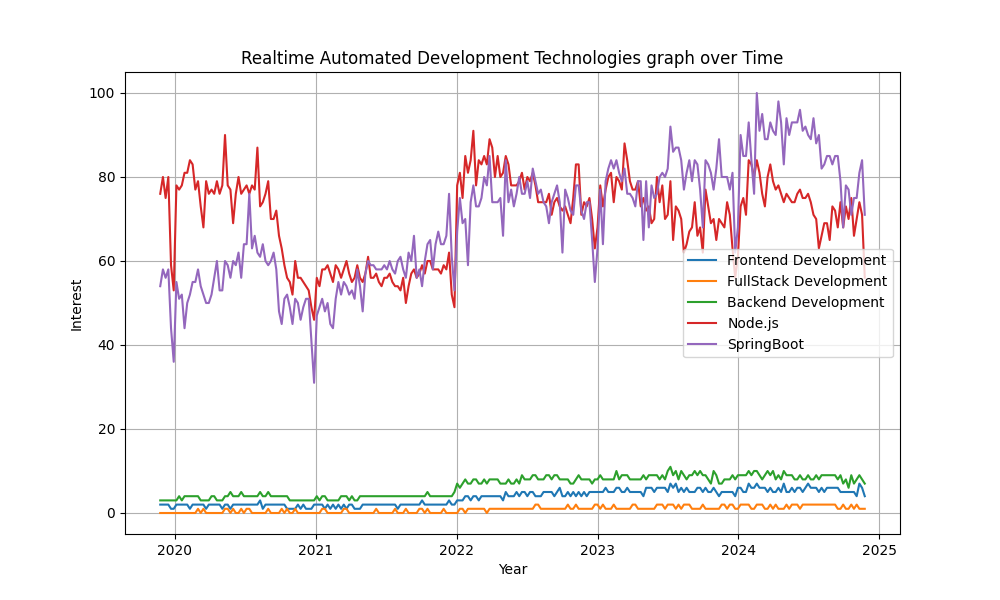 Realtime Automated Development Technologies graph over Time
100
80
60
40
20
0
Interest
Frontend Development
FullStack Development
Backend Development
Node.js
SpringBoot
2020 2021 2022 2023 2024 2025
Year